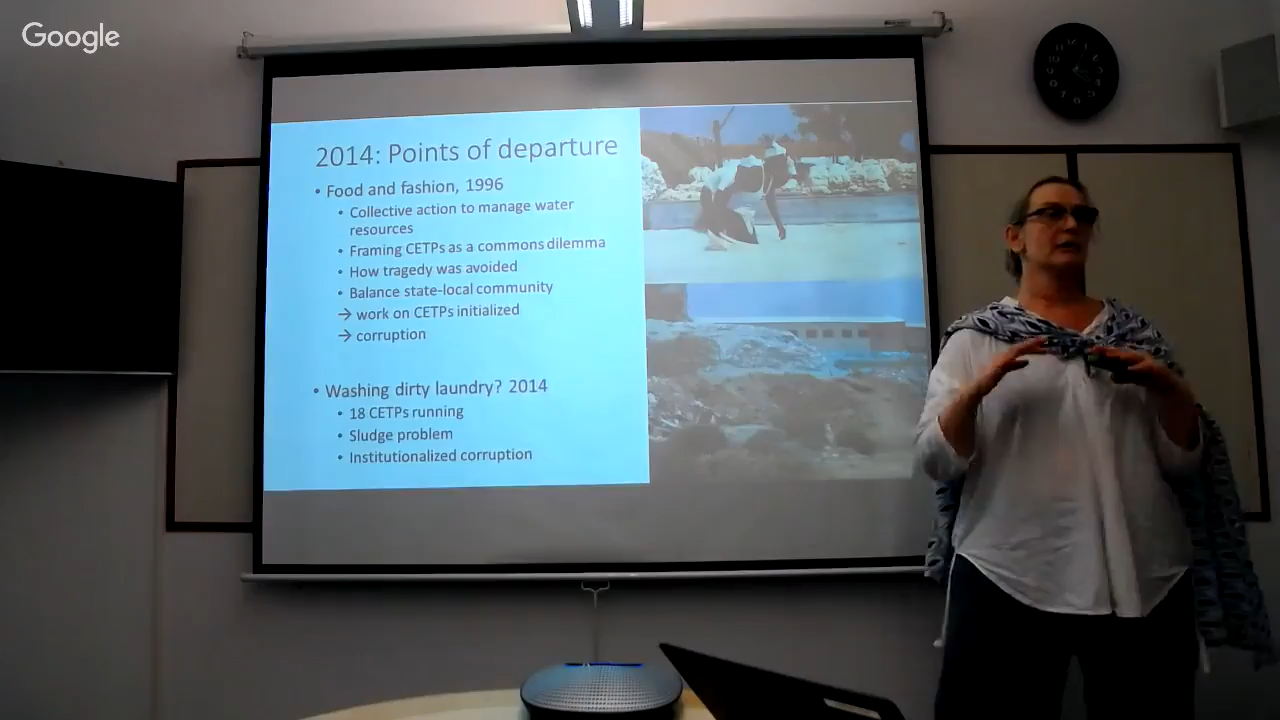 Google
2014: Points of departure
• Food and fashion, 1996
• Collective action to manage water
resources
• Framing CETPs as a commons dilemma
• How tragedy was avoided
• Balance state-local community
→ work on CETPs initialized
→ corruption
• Washing dirty laundry? 2014
• 18 CETPs running
• Sludge problem
• Institutionalized corruption